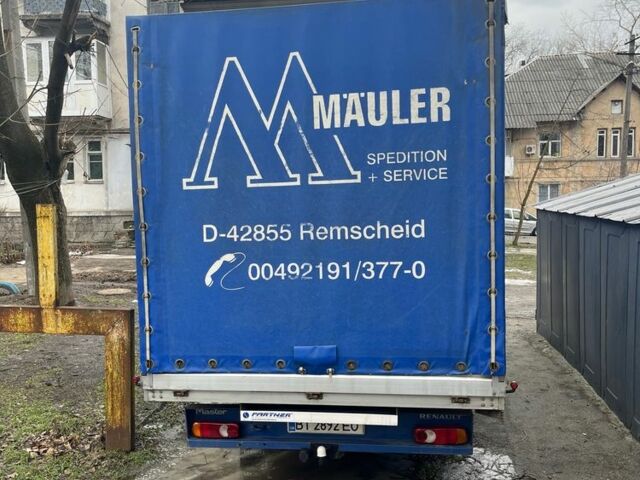 M
MÄULER
SPEDITION
+ SERVICE
D-42855 Remscheid
00492191/377-0
Master
PARTNER
RENAULT